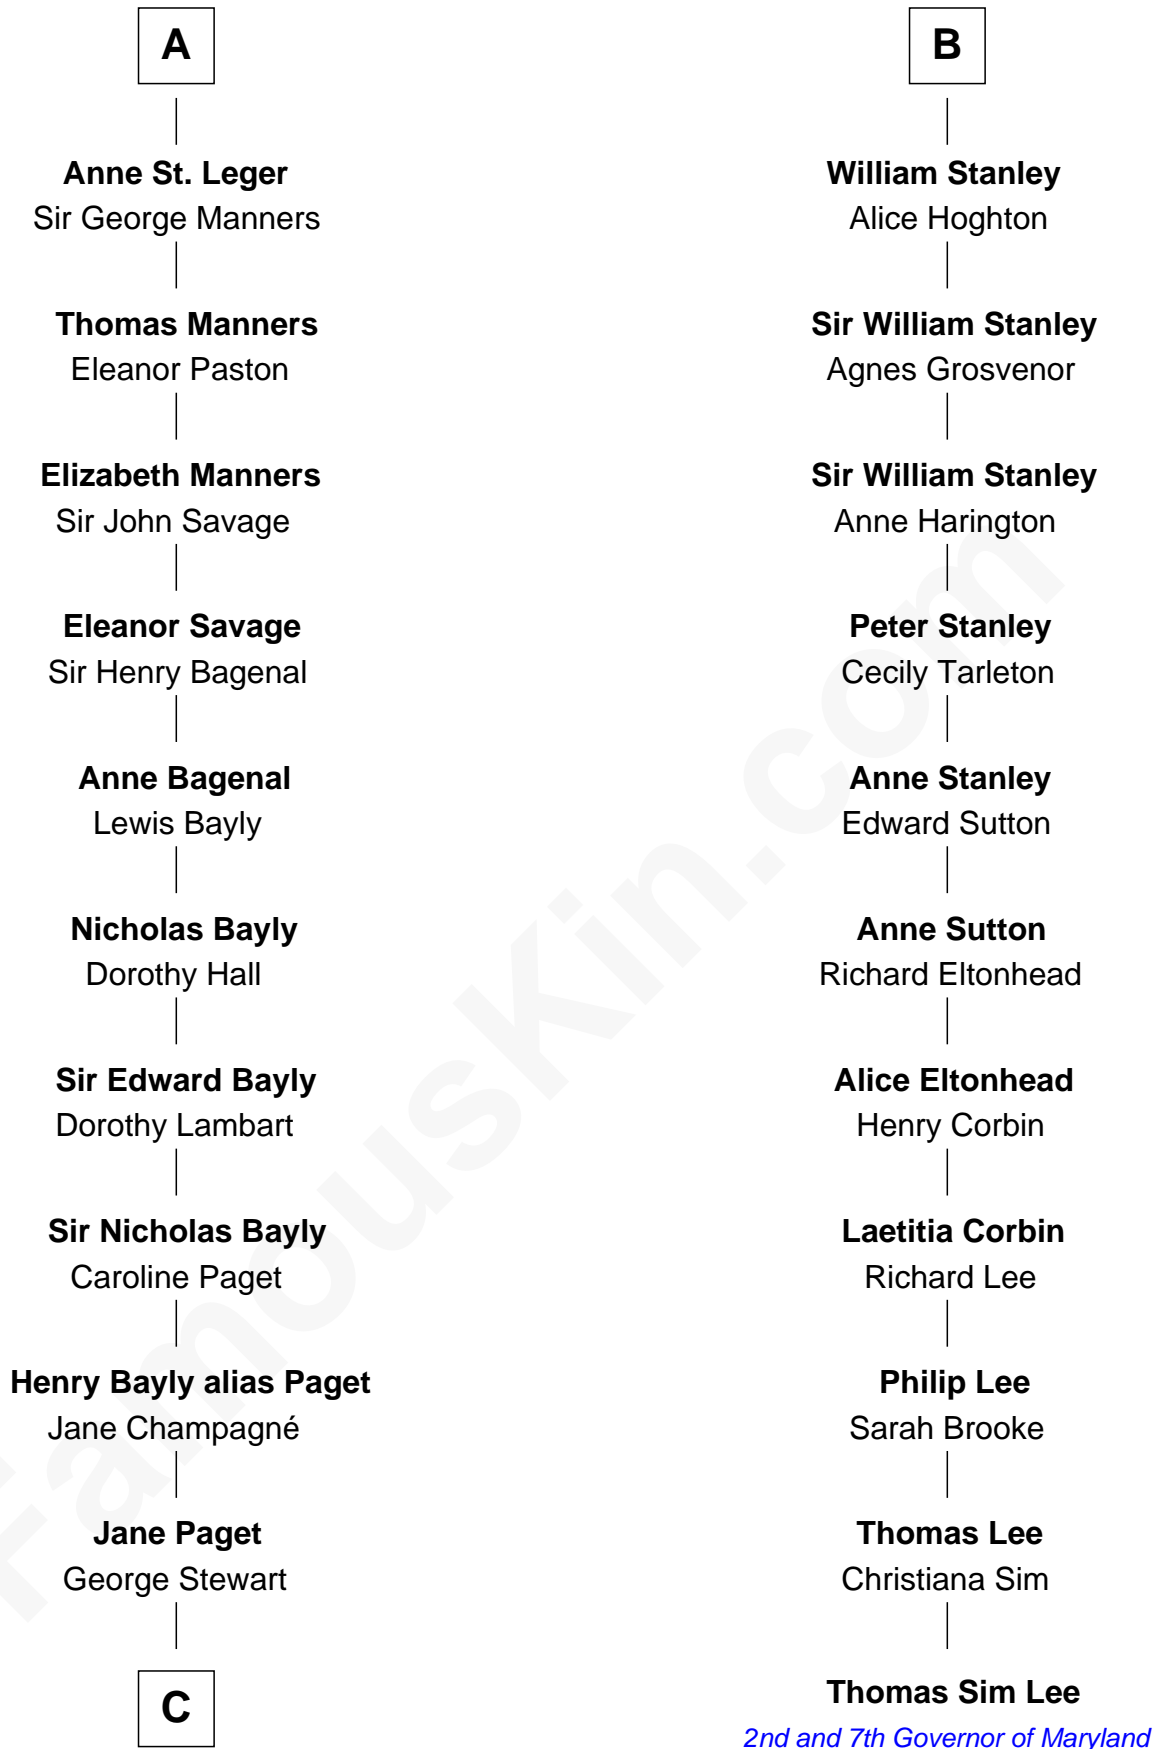 A
Anne St. Leger
Sir George Manners
Thomas Manners
Eleanor Paston
Elizabeth Manners
Sir John Savage
Eleanor Savage
Sir Henry Bagenal
Anne Bagenal
Lewis Bayly
Nicholas Bayly
Dorothy Hall
Sir Edward Bayly
Dorothy Lambart
Sir Nicholas Bayly
Caroline Paget
Henry Bayly alias Paget
Jane Champagné
Jane Paget
George Stewart
C
B
William Stanley
Alice Hoghton
Sir William Stanley
Agnes Grosvenor
Sir William Stanley
Anne Harington
Peter Stanley
Cecily Tarleton
Anne Stanley
Edward Sutton
Anne Sutton
Richard Eltonhead
Alice Eltonhead
Henry Corbin
Laetitia Corbin
Richard Lee
Philip Lee
Sarah Brooke
Thomas Lee
Christiana Sim
Thomas Sim Lee
2nd and 7th Governor of Maryland
FamousKin.com